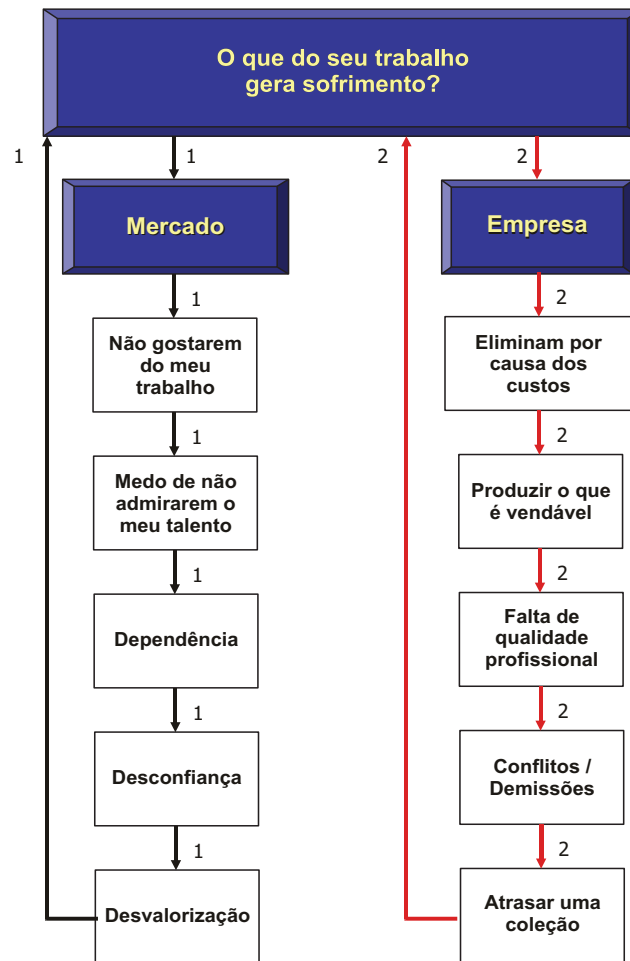 O que do seu trabalho
gera sofrimento?
1
1
2
2
Mercado
Empresa
1
2
Não gostarem
do meu
trabalho
Eliminam por
causa dos
custos
1
2
Medo de não
admirarem o
meu talento
Produzir o que
é vendável
1
2
Dependência
Falta de
qualidade
profissional
1
2
Desconfiança
Conflitos /
Demissões
1
2
Desvalorização
Atrasar uma
coleção